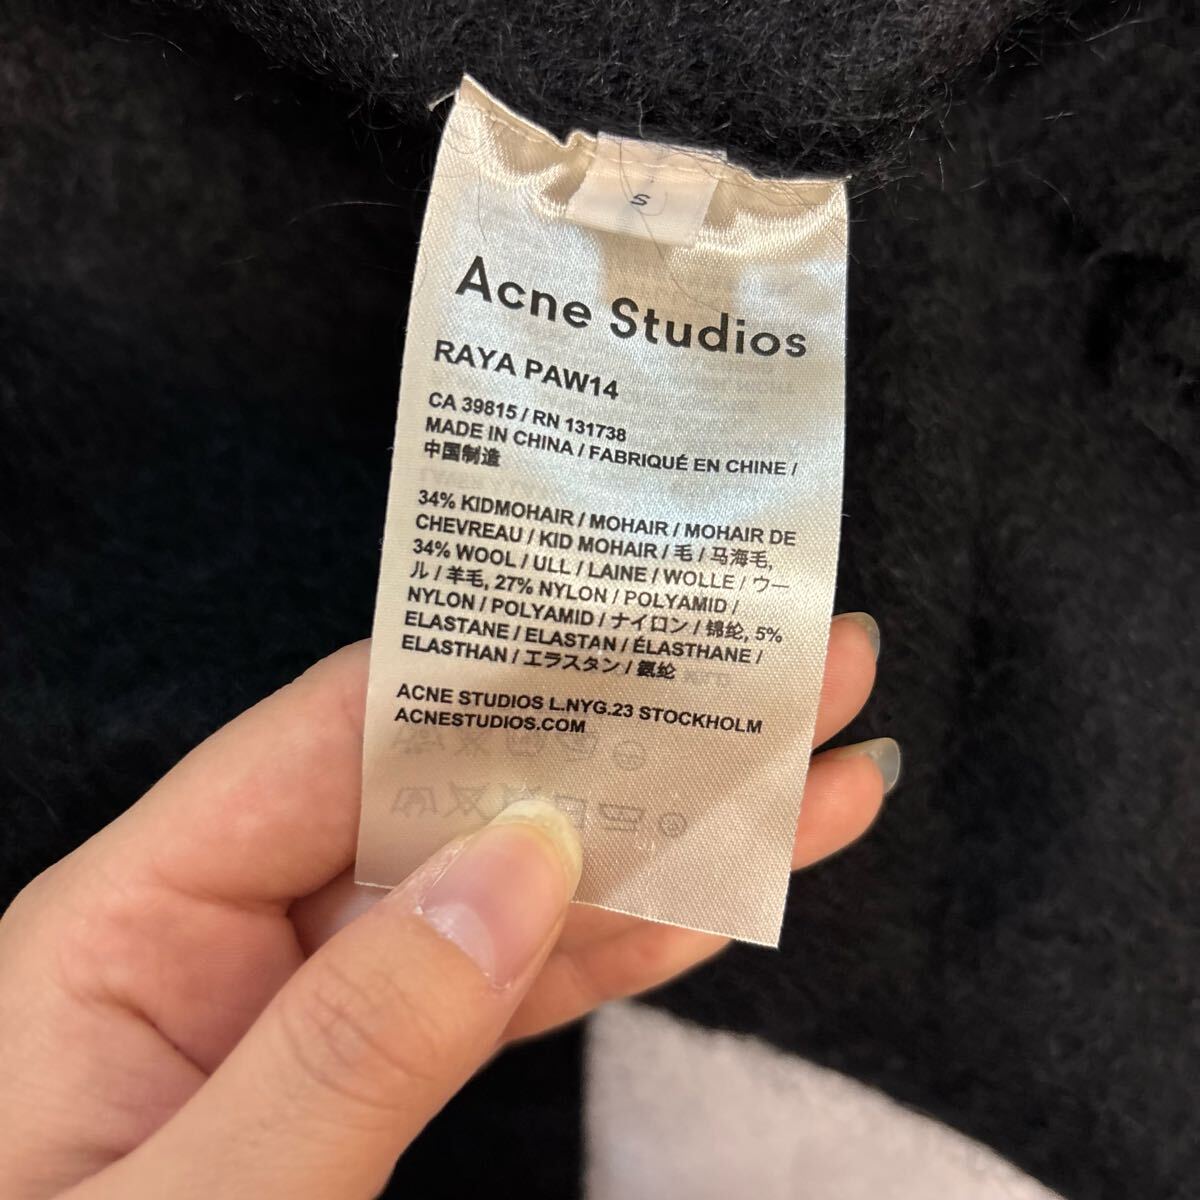 S
Acne Studios
RAYA PAW14
CA 39815 / RN 131738
MADE IN CHINA / FABRIQUÉ EN CHINE /
中国制造
34% KIDMOHAIR / MOHAIR / MOHAIR DE
CHEVREAU / KID MOHAIR / 毛 / 马海毛,
34% WOOL / ULL / LAINE / WOLLE / ウー
ル / 羊毛, 27% NYLON / POLYAMID /
NYLON / POLYAMID / ナイロン / 锦纶, 5%
ELASTANE / ELASTAN / ÉLASTHANE /
ELASTHAN / エラスタン / 氨纶
ACNE STUDIOS L.NYG.23 STOCKHOLM
ACNESTUDIOS.COM